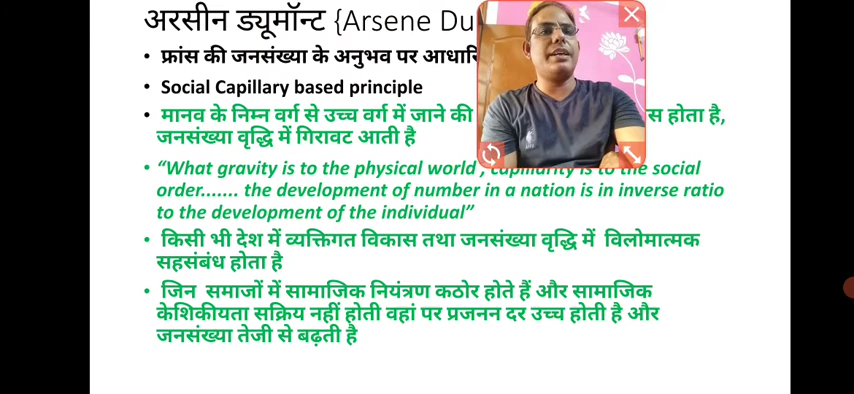 अरसीन ड्यूमॉन्ट {Arsene Du
• फ्रांस की जनसंख्या के अनुभव पर
• Social Capillary based principle
• मानव के निम्न वर्ग से उच्च वर्ग में जाने की होता है,
जनसंख्या वृद्धि में गिरावट आती है
• “What gravity is to the physical world , capillarity is to the social
order....... the development of number in a nation is in inverse ratio
to the development of the individual”
• किसी भी देश में व्यक्तिगत विकास तथा जनसंख्या वृद्धि में विलोमात्मक
सहसंबंध होता है
• जिन समाजों में सामाजिक नियंत्रण कठोर होते हैं और सामाजिक
केशिकीयता सक्रिय नहीं होती वहां पर प्रजनन दर उच्च होती है और
जनसंख्या तेजी से बढ़ती है